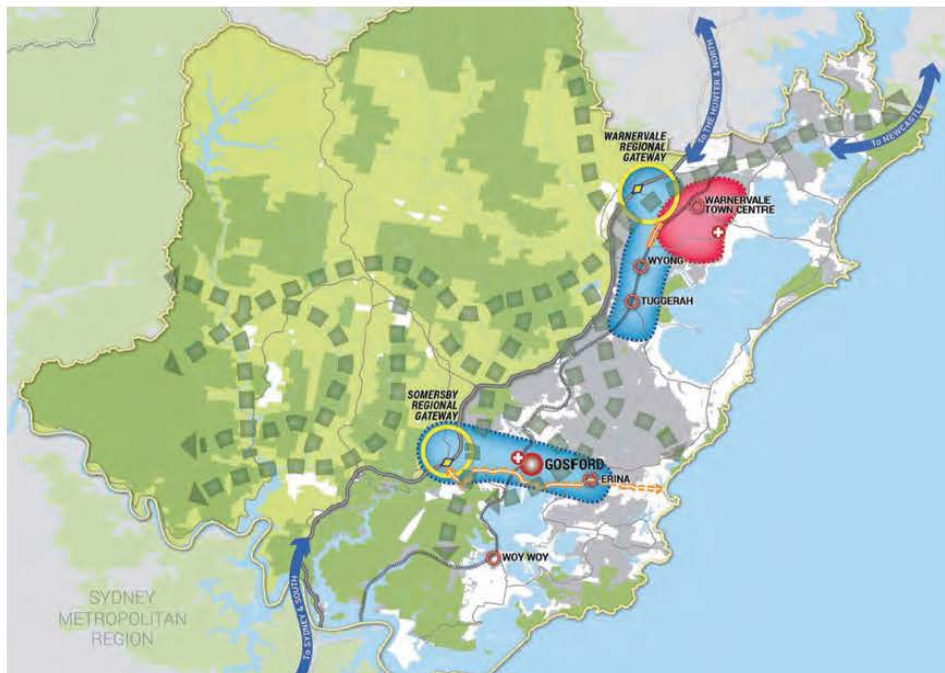 To THE HUNTER & NORTH
To NEWCASTLE
WARNERVALE
REGIONAL
GATEWAY
WARNERVALE
TOWN CENTRE
WYONG
TUGGERAH
SOMERSBY
REGIONAL
GATEWAY
GOSFORD
ERINA
WOY WOY
SYDNEY
METROPOLITAN
REGION
To SYDNEY & SOUTH